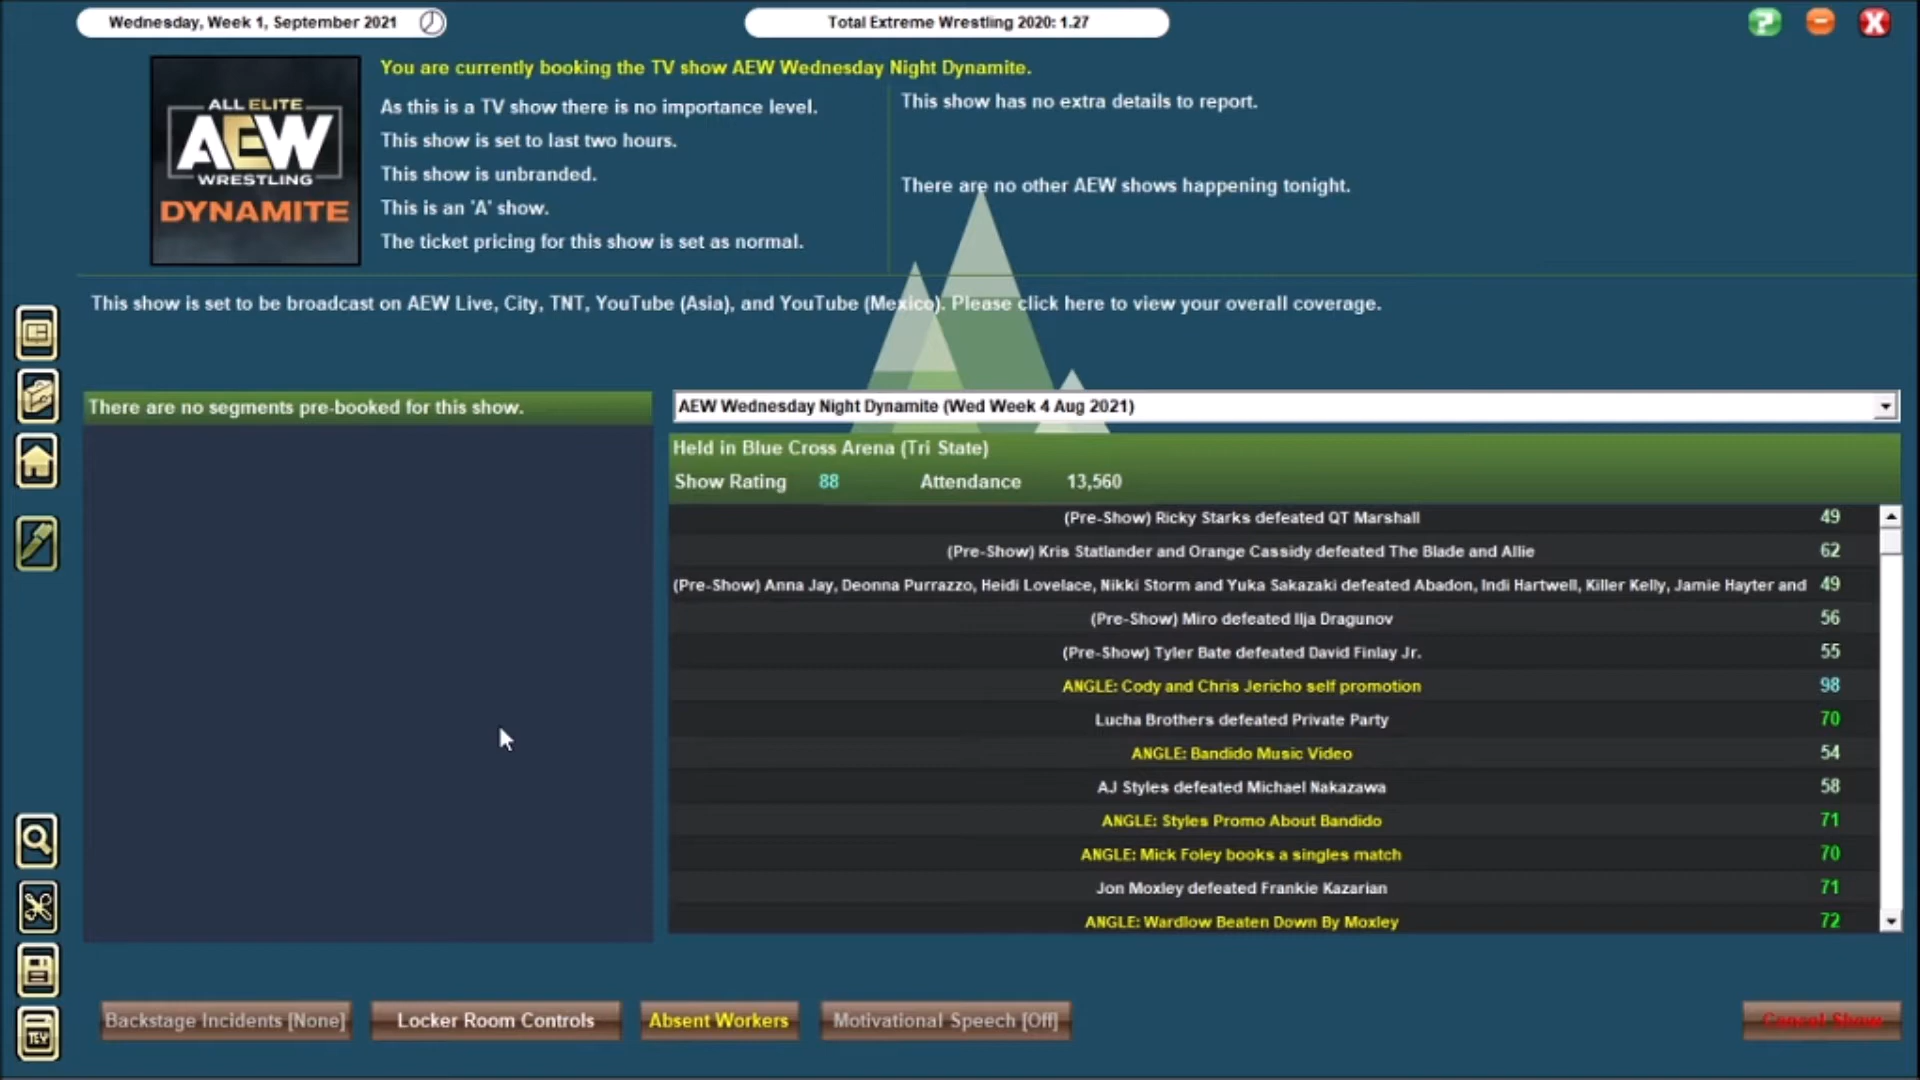 Wednesday, Week 1, September 2021
Total Extreme Wrestling 2020: 1.27
ALL ELITE
AEW
WRESTLING
DYNAMITE
You are currently booking the TV show AEW Wednesday Night Dynamite.
As this is a TV show there is no importance level.
This show is set to last two hours.
This show is unbranded.
This is an 'A' show.
The ticket pricing for this show is set as normal.
This show has no extra details to report.
There are no other AEW shows happening tonight.
This show is set to be broadcast on AEW Live, City, TNT, YouTube (Asia), and YouTube (Mexico). Please click here to view your overall coverage.
There are no segments pre-booked for this show.
AEW Wednesday Night Dynamite (Wed Week 4 Aug 2021)
Held in Blue Cross Arena (Tri State)
Show Rating 88 Attendance 13,560
(Pre-Show) Ricky Starks defeated QT Marshall 49
(Pre-Show) Kris Statlander and Orange Cassidy defeated The Blade and Allie 62
(Pre-Show) Anna Jay, Deonna Purrazzo, Heidi Lovelace, Nikki Storm and Yuka Sakazaki defeated Abadon, Indi Hartwell, Killer Kelly, Jamie Hayter and 49
(Pre-Show) Miro defeated Ilja Dragunov 56
(Pre-Show) Tyler Bate defeated David Finlay Jr. 55
ANGLE: Cody and Chris Jericho self promotion 98
Lucha Brothers defeated Private Party 70
ANGLE: Bandido Music Video 54
AJ Styles defeated Michael Nakazawa 58
ANGLE: Styles Promo About Bandido 71
ANGLE: Mick Foley books a singles match 70
Jon Moxley defeated Frankie Kazarian 71
ANGLE: Wardlow Beaten Down By Moxley 72
TEW
Backstage Incidents [None]
Locker Room Controls
Absent Workers
Motivational Speech [Off]
Cancel Show